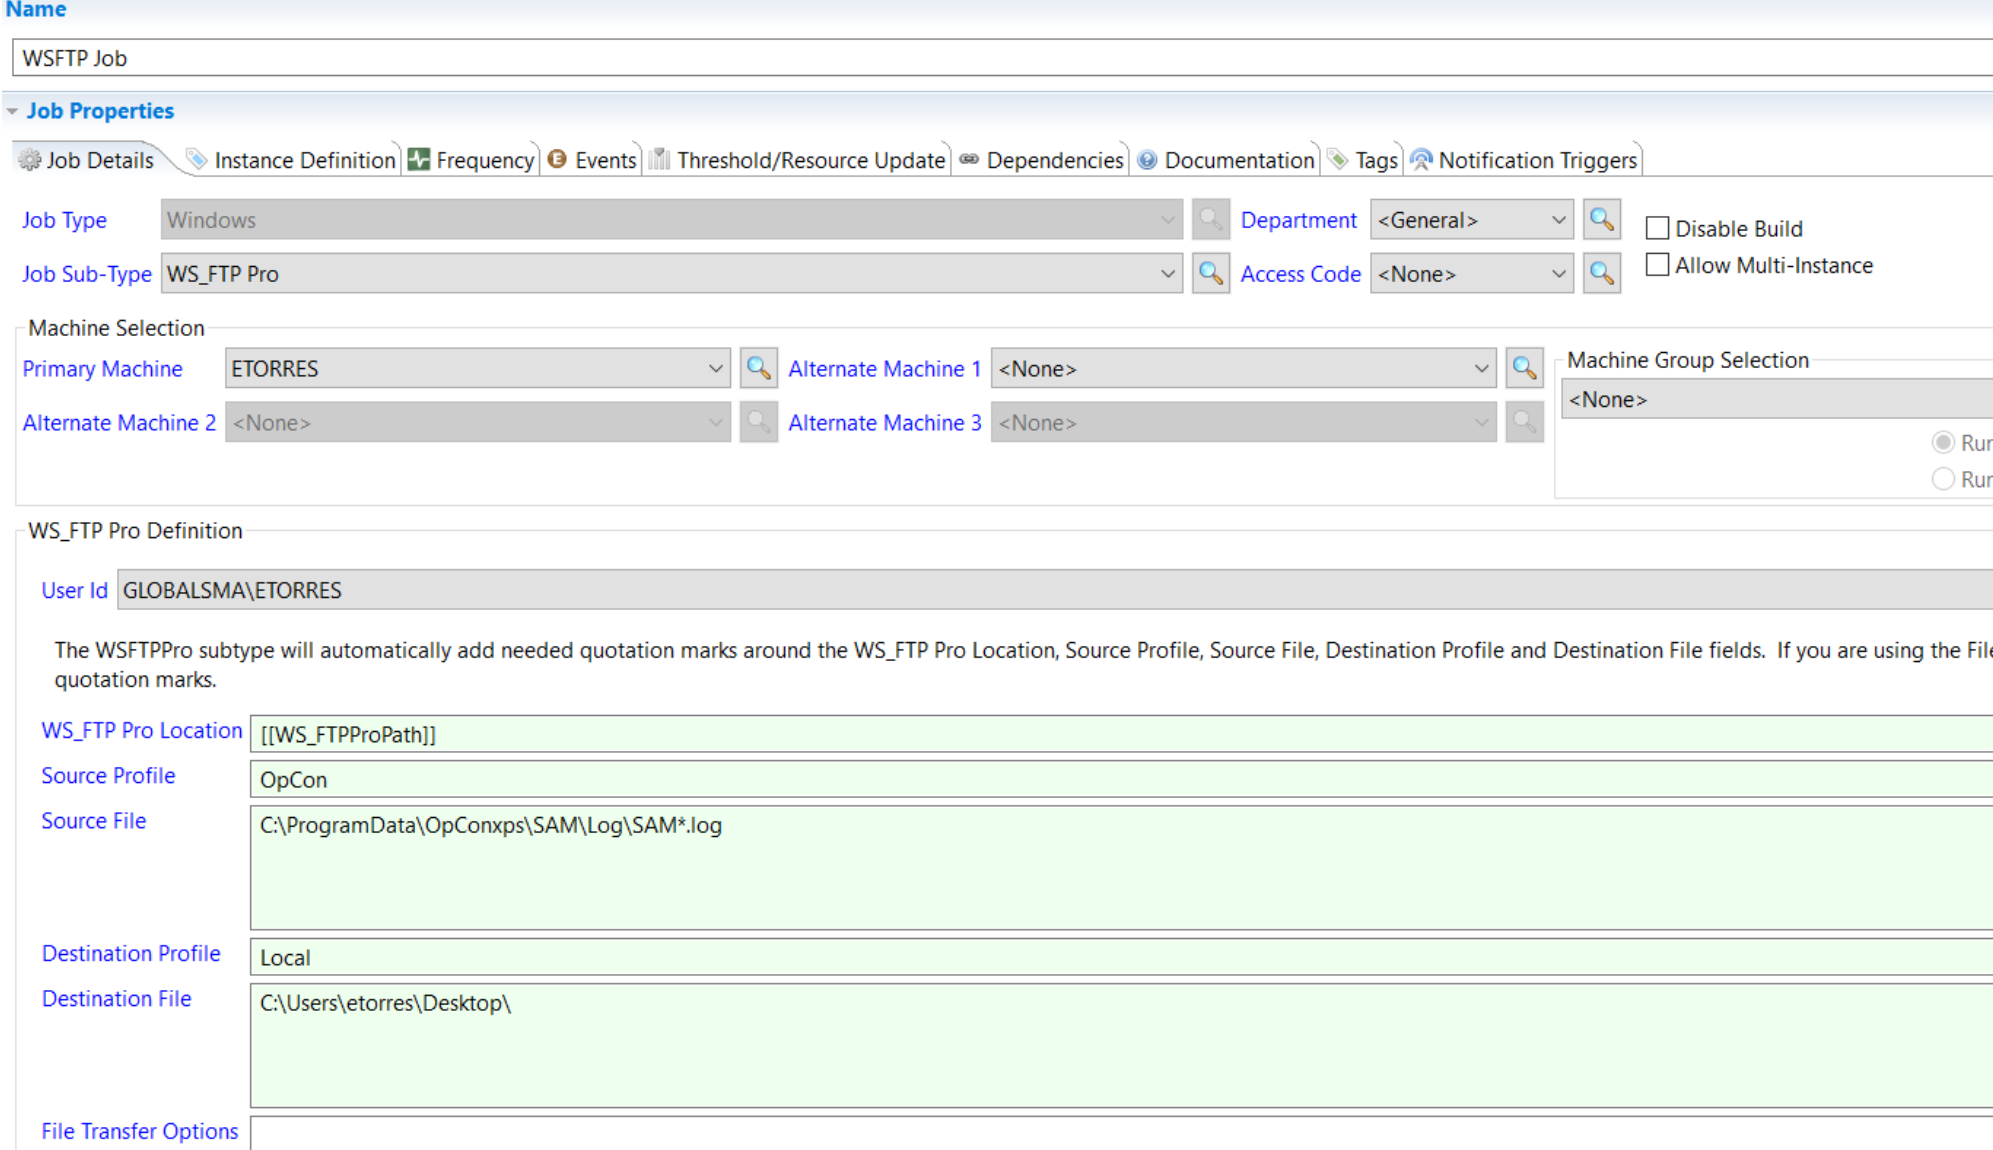 Name
WSFTP Job
Job Properties
Job Details Instance Definition Frequency Events Threshold/Resource Update Dependencies Documentation Tags Notification Triggers
Job Type Windows Department <General> Disable Build
Job Sub-Type WS_FTP Pro Access Code <None> Allow Multi-Instance
Machine Selection
Primary Machine ETORRES Alternate Machine 1 <None> Machine Group Selection
<None>
Alternate Machine 2 <None> Alternate Machine 3 <None>
Run
Run
WS_FTP Pro Definition
User Id GLOBALSMA\ETORRES
The WSFTPPro subtype will automatically add needed quotation marks around the WS_FTP Pro Location, Source Profile, Source File, Destination Profile and Destination File fields. If you are using the File
quotation marks.
WS_FTP Pro Location [[WS_FTPProPath]]
Source Profile OpCon
Source File C:\ProgramData\OpConxps\SAM\Log\SAM*.log
Destination Profile Local
Destination File C:\Users\etorres\Desktop\
File Transfer Options